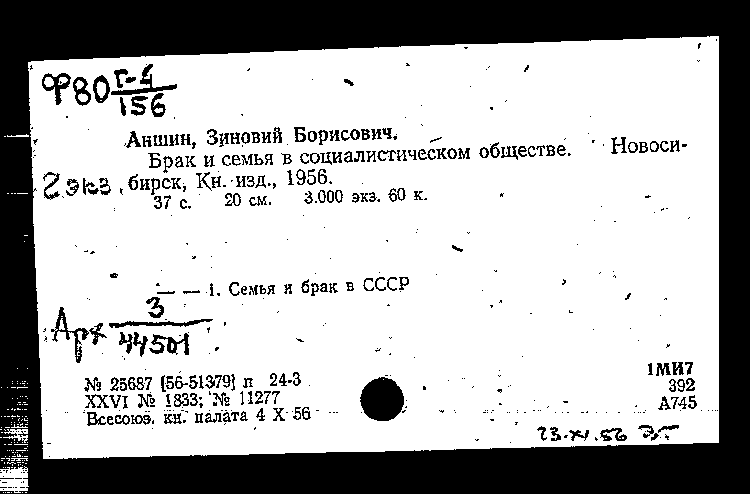 Ф80 Г-4
156
Аншин, Зиновий Борисович.
Брак и семья в социалистическом обществе. Новоси-
2 экз. бирск, Кн. изд., 1956.
37 с. 20 см. 3.000 экз. 60 к.
— — 1. Семья и брак в СССР
Арх 3
44501
№ 25687 [56-51379] п 24-3
XXVI № 1833; № 11277
Всесоюз. кн. палата 4 X 56
1МИ7
392
А745
23.XI.56